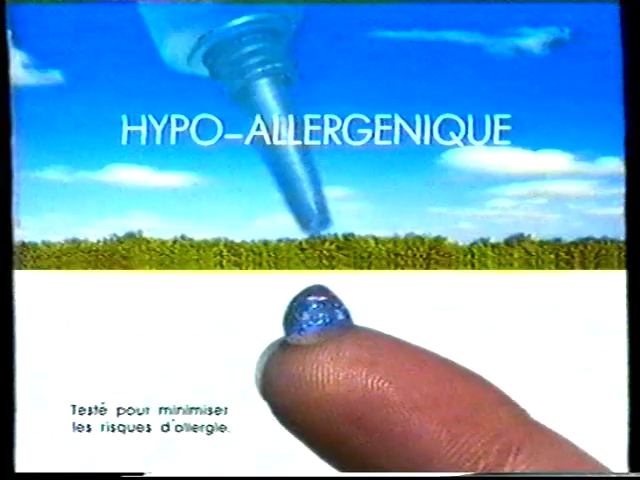 HYPO-ALLERGENIQUE
Testé pour minimiser
les risques d'allergie.